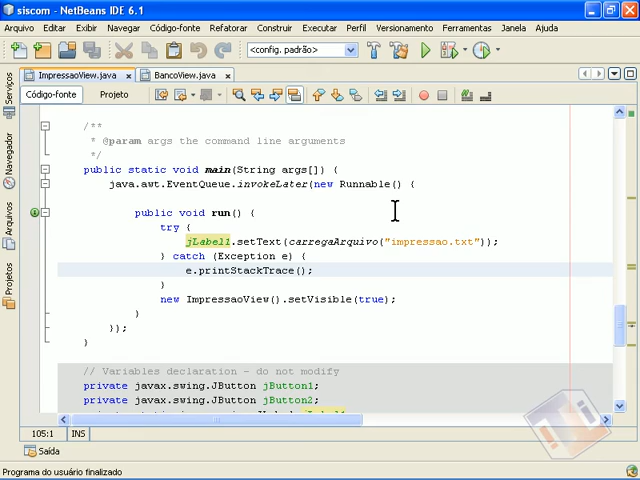 siscom - NetBeans IDE 6.1
Arquivo Editar Exibir Navegar Código-fonte Refatorar Construir Executar Perfil Versionamento Ferramentas Janela Ajuda
<config. padrão>
ImpressaoView.java BancoView.java
Código-fonte Projeto
Serviços
Navegador
Arquivos
Projetos
/**
* @param args the command line arguments
*/
public static void main(String args[]) {
java.awt.EventQueue.invokeLater(new Runnable() {
public void run() {
try {
jLabel1.setText(carregaArquivo("impressao.txt"));
} catch (Exception e) {
e.printStackTrace();
}
new ImpressaoView().setVisible(true);
}
});
}
// Variables declaration - do not modify
private javax.swing.JButton jButton1;
private javax.swing.JButton jButton2;
105:1 INS
Saída
Programa do usuário finalizado